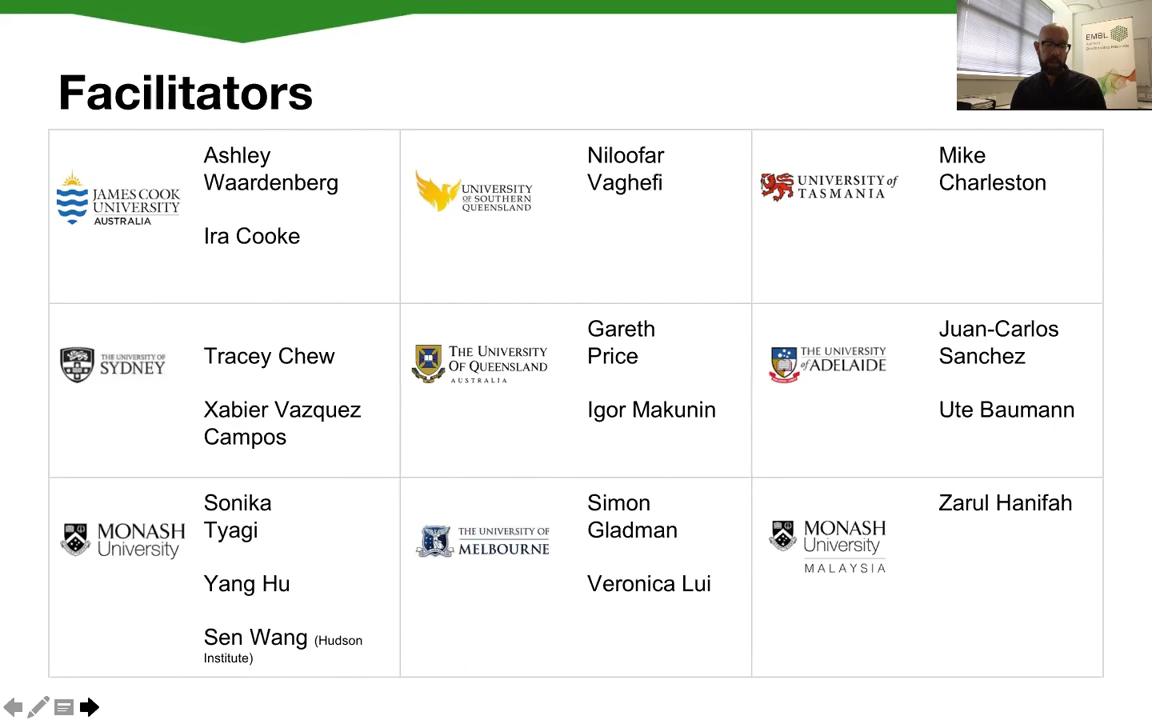 Facilitators
EMBL
JAMES COOK
UNIVERSITY
AUSTRALIA
Ashley
Waardenberg
Ira Cooke
UNIVERSITY
OF SOUTHERN
QUEENSLAND
Niloofar
Vaghefi
UNIVERSITY of
TASMANIA
Mike
Charleston
THE UNIVERSITY OF
SYDNEY
Tracey Chew
Xabier Vazquez
Campos
THE UNIVERSITY
OF QUEENSLAND
AUSTRALIA
Gareth
Price
Igor Makunin
THE UNIVERSITY
of ADELAIDE
Juan-Carlos
Sanchez
Ute Baumann
MONASH
University
Sonika
Tyagi
Yang Hu
Sen Wang (Hudson
Institute)
THE UNIVERSITY OF
MELBOURNE
Simon
Gladman
Veronica Lui
MONASH
University
MALAYSIA
Zarul Hanifah